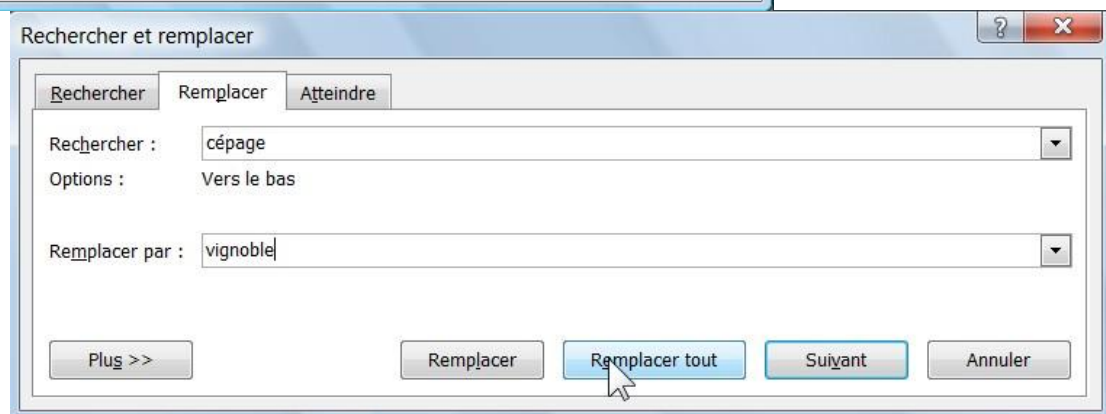 Rechercher et remplacer
Rechercher Remplacer Atteindre
Rechercher : cépage
Options : Vers le bas
Remplacer par : vignoble
Plus >> Remplacer Remplacer tout Suivant Annuler